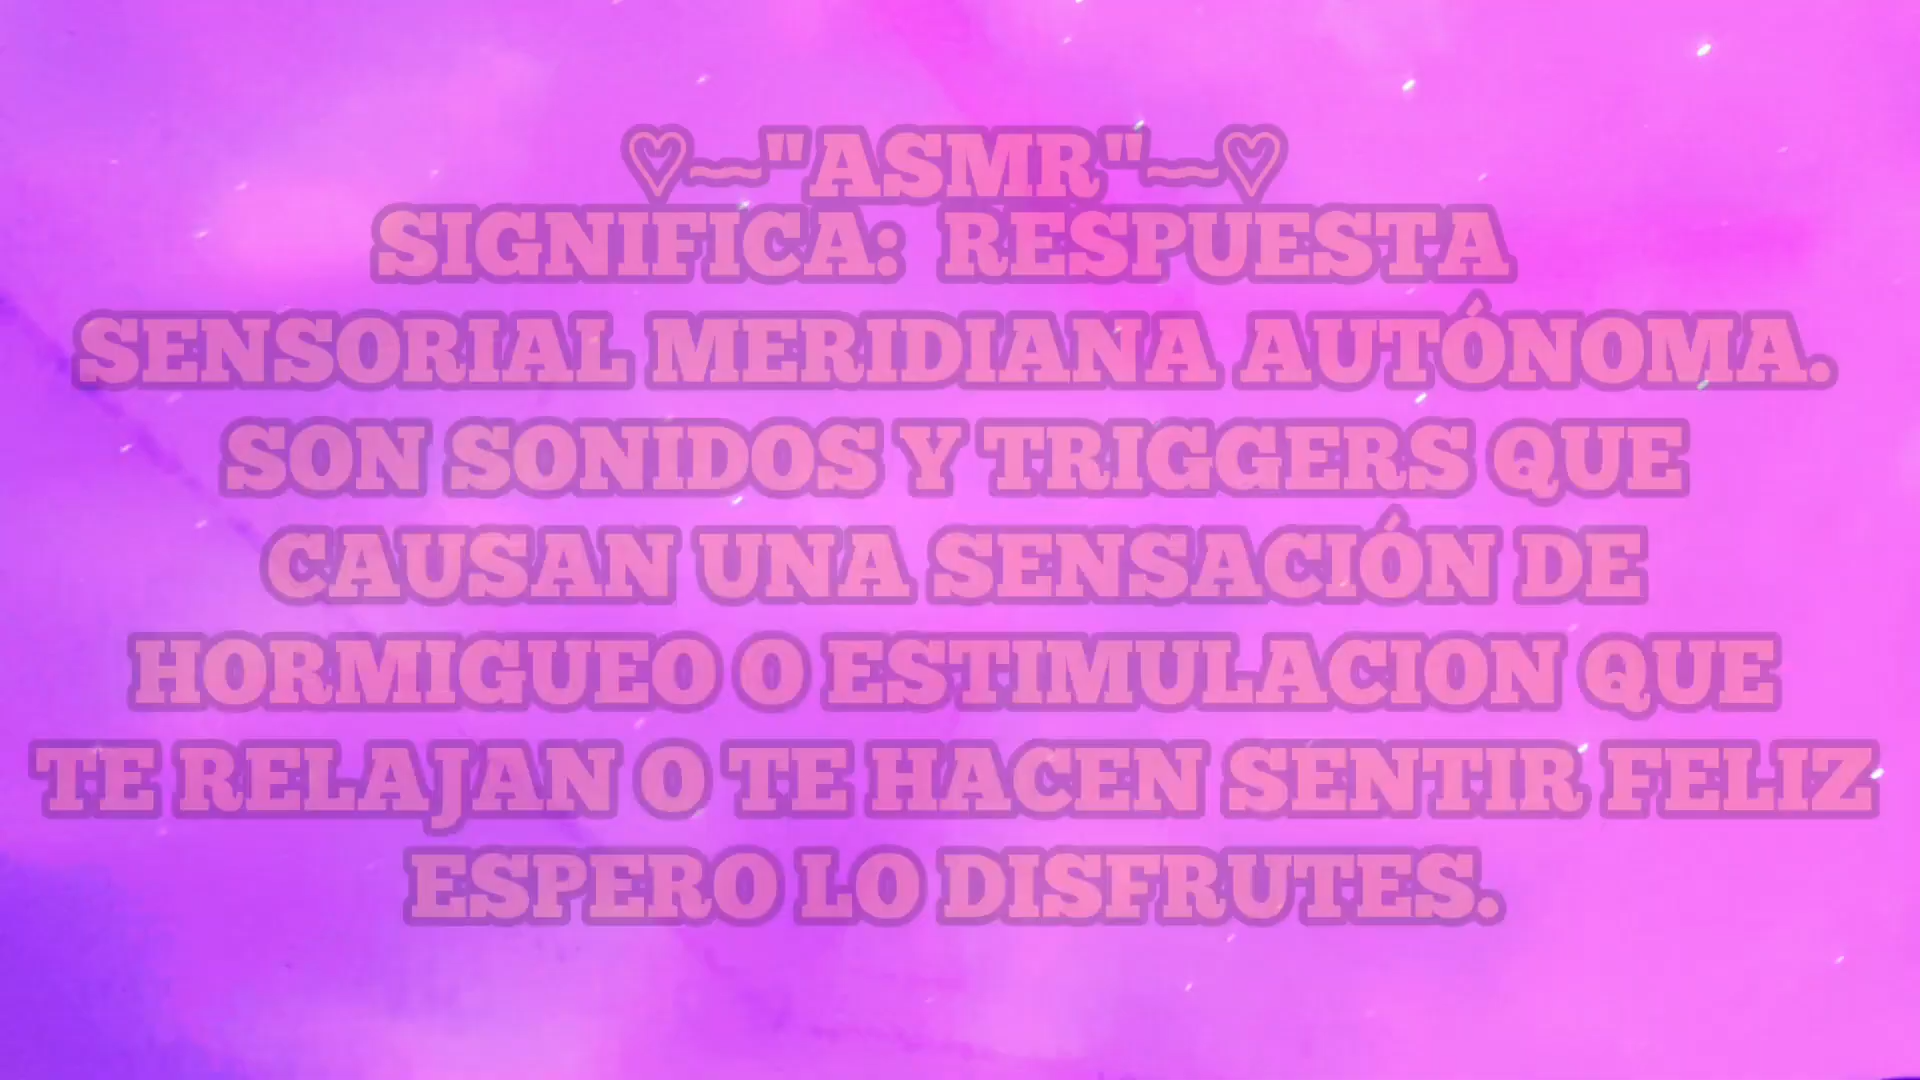 ♡~"ASMR"~♡
SIGNIFICA: RESPUESTA
SENSORIAL MERIDIANA AUTÓNOMA.
SON SONIDOS Y TRIGGERS QUE
CAUSAN UNA SENSACIÓN DE
HORMIGUEO O ESTIMULACION QUE
TE RELAJAN O TE HACEN SENTIR FELIZ
ESPERO LO DISFRUTES.